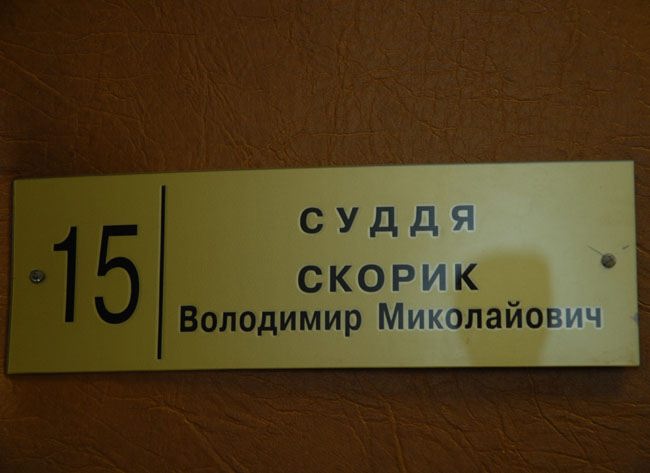 15
СУДДЯ
СКОРИК
Володимир Миколайович